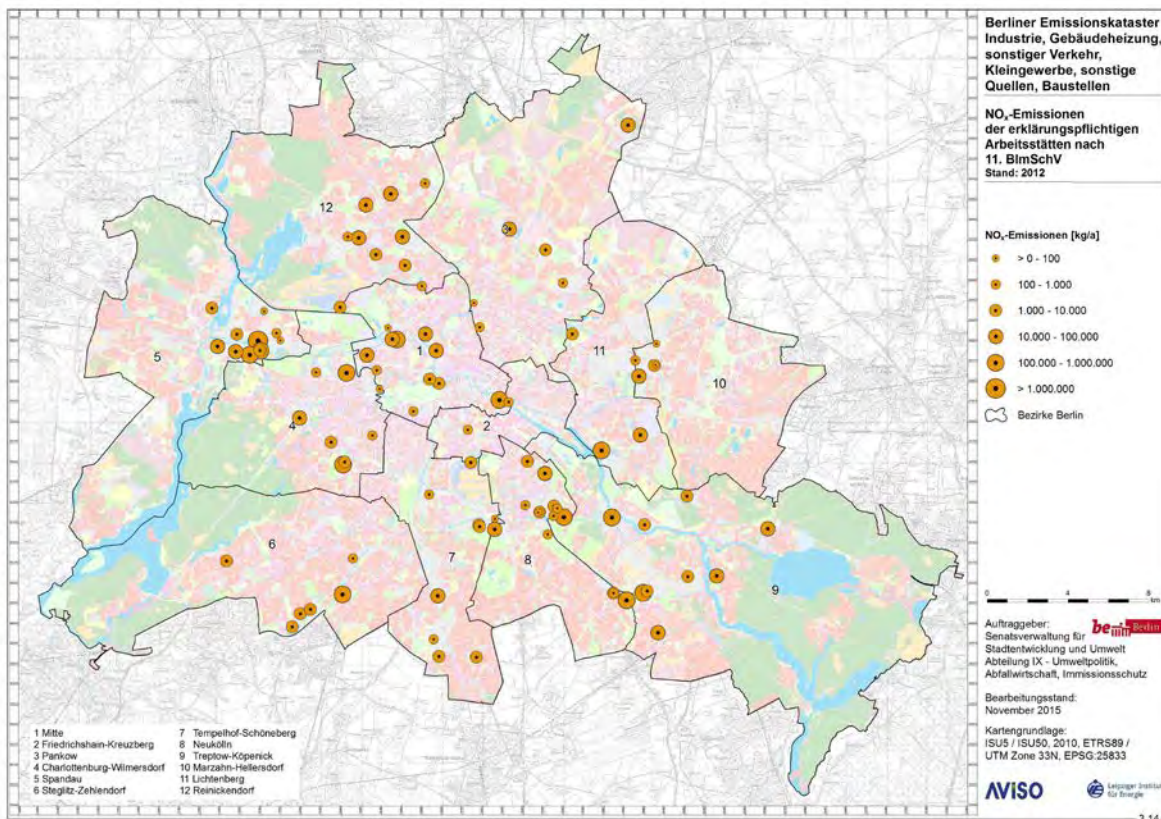 Berliner Emissionskataster
Industrie, Gebäudeheizung,
sonstiger Verkehr,
Kleingewerbe, sonstige
Quellen, Baustellen
NOx-Emissionen
der erklärungspflichtigen
Arbeitsstätten nach
11. BImSchV
Stand: 2012
NOx-Emissionen [kg/a]
> 0 - 100
100 - 1.000
1.000 - 10.000
10.000 - 100.000
100.000 - 1.000.000
> 1.000.000
Bezirke Berlin
12
3
5
1
11
10
4
2
6
7
8
9
0 4 8
km
Auftraggeber:
Senatsverwaltung für
Stadtentwicklung und Umwelt
Abteilung IX - Umweltpolitik,
Abfallwirtschaft, Immissionsschutz
be Berlin
Bearbeitungsstand:
November 2015
Kartengrundlage:
ISU5 / ISU50, 2010, ETRS89 /
UTM Zone 33N, EPSG:25833
AVISO
Leipziger Institut
für Energie
1 Mitte
2 Friedrichshain-Kreuzberg
3 Pankow
4 Charlottenburg-Wilmersdorf
5 Spandau
6 Steglitz-Zehlendorf
7 Tempelhof-Schöneberg
8 Neukölln
9 Treptow-Köpenick
10 Marzahn-Hellersdorf
11 Lichtenberg
12 Reinickendorf